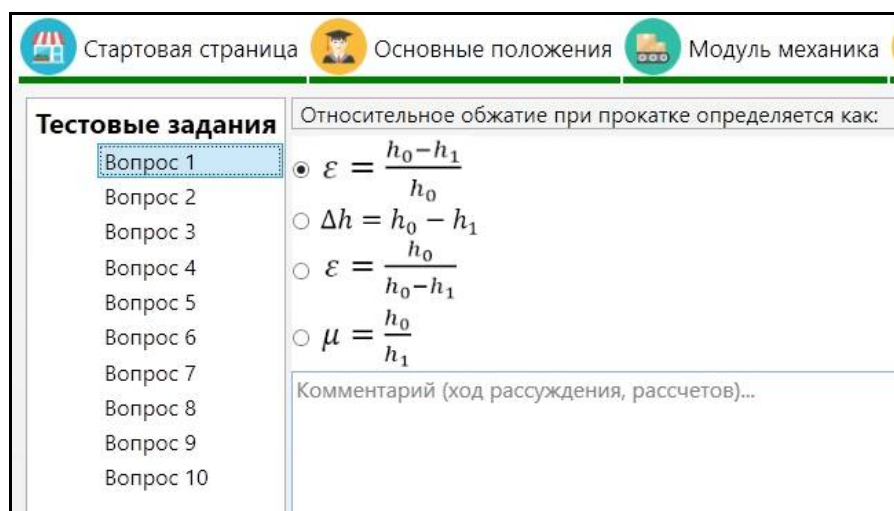 Стартовая страница Основные положения Модуль механика
Тестовые задания
Вопрос 1
Вопрос 2
Вопрос 3
Вопрос 4
Вопрос 5
Вопрос 6
Вопрос 7
Вопрос 8
Вопрос 9
Вопрос 10
Относительное обжатие при прокатке определяется как:
ε = (h₀−h₁)/h₀
Δh = h₀ − h₁
ε = h₀/(h₀−h₁)
μ = h₀/h₁
Комментарий (ход рассуждения, рассчетов)...